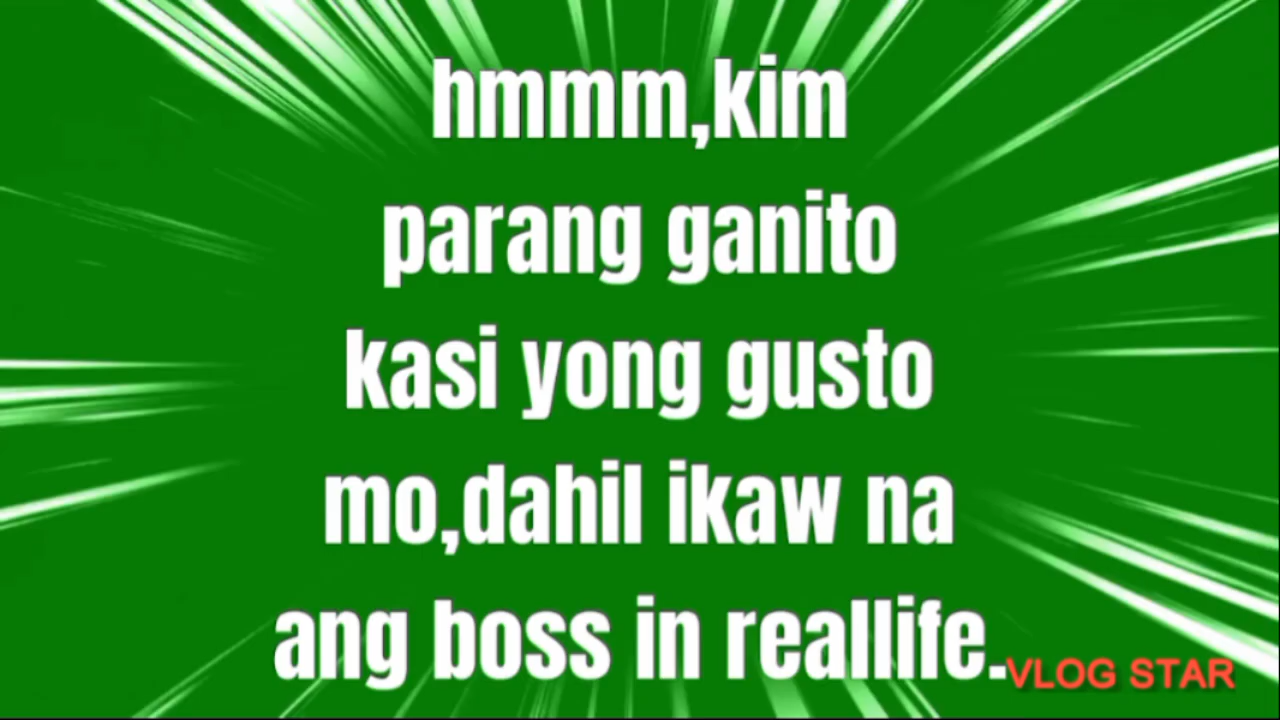 hmmm,kim
parang ganito
kasi yong gusto
mo,dahil ikaw na
ang boss in reallife.
VLOG STAR